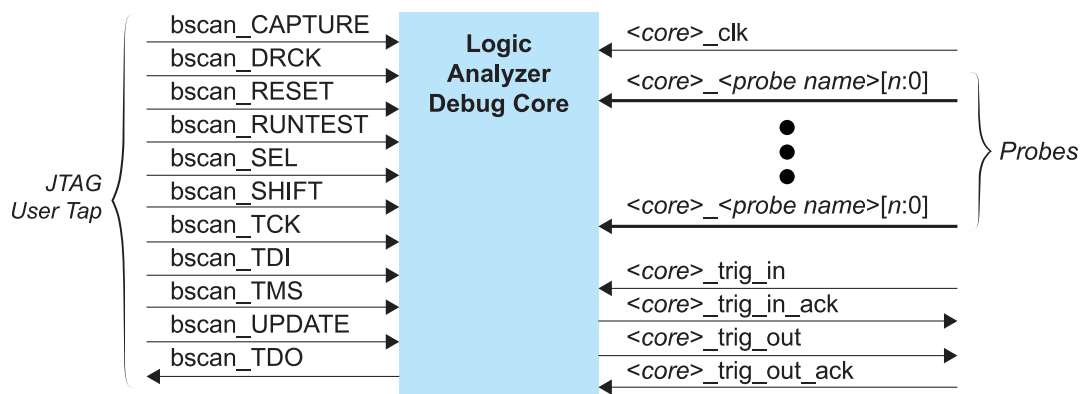 bscan_CAPTURE
bscan_DRCK
bscan_RESET
bscan_RUNTEST
bscan_SEL
bscan_SHIFT
bscan_TCK
bscan_TDI
bscan_TMS
bscan_UPDATE
bscan_TDO
JTAG
User Tap
Logic
Analyzer
Debug Core
<core>_clk
<core>_<probe name>[n:0]
<core>_<probe name>[n:0]
Probes
<core>_trig_in
<core>_trig_in_ack
<core>_trig_out
<core>_trig_out_ack